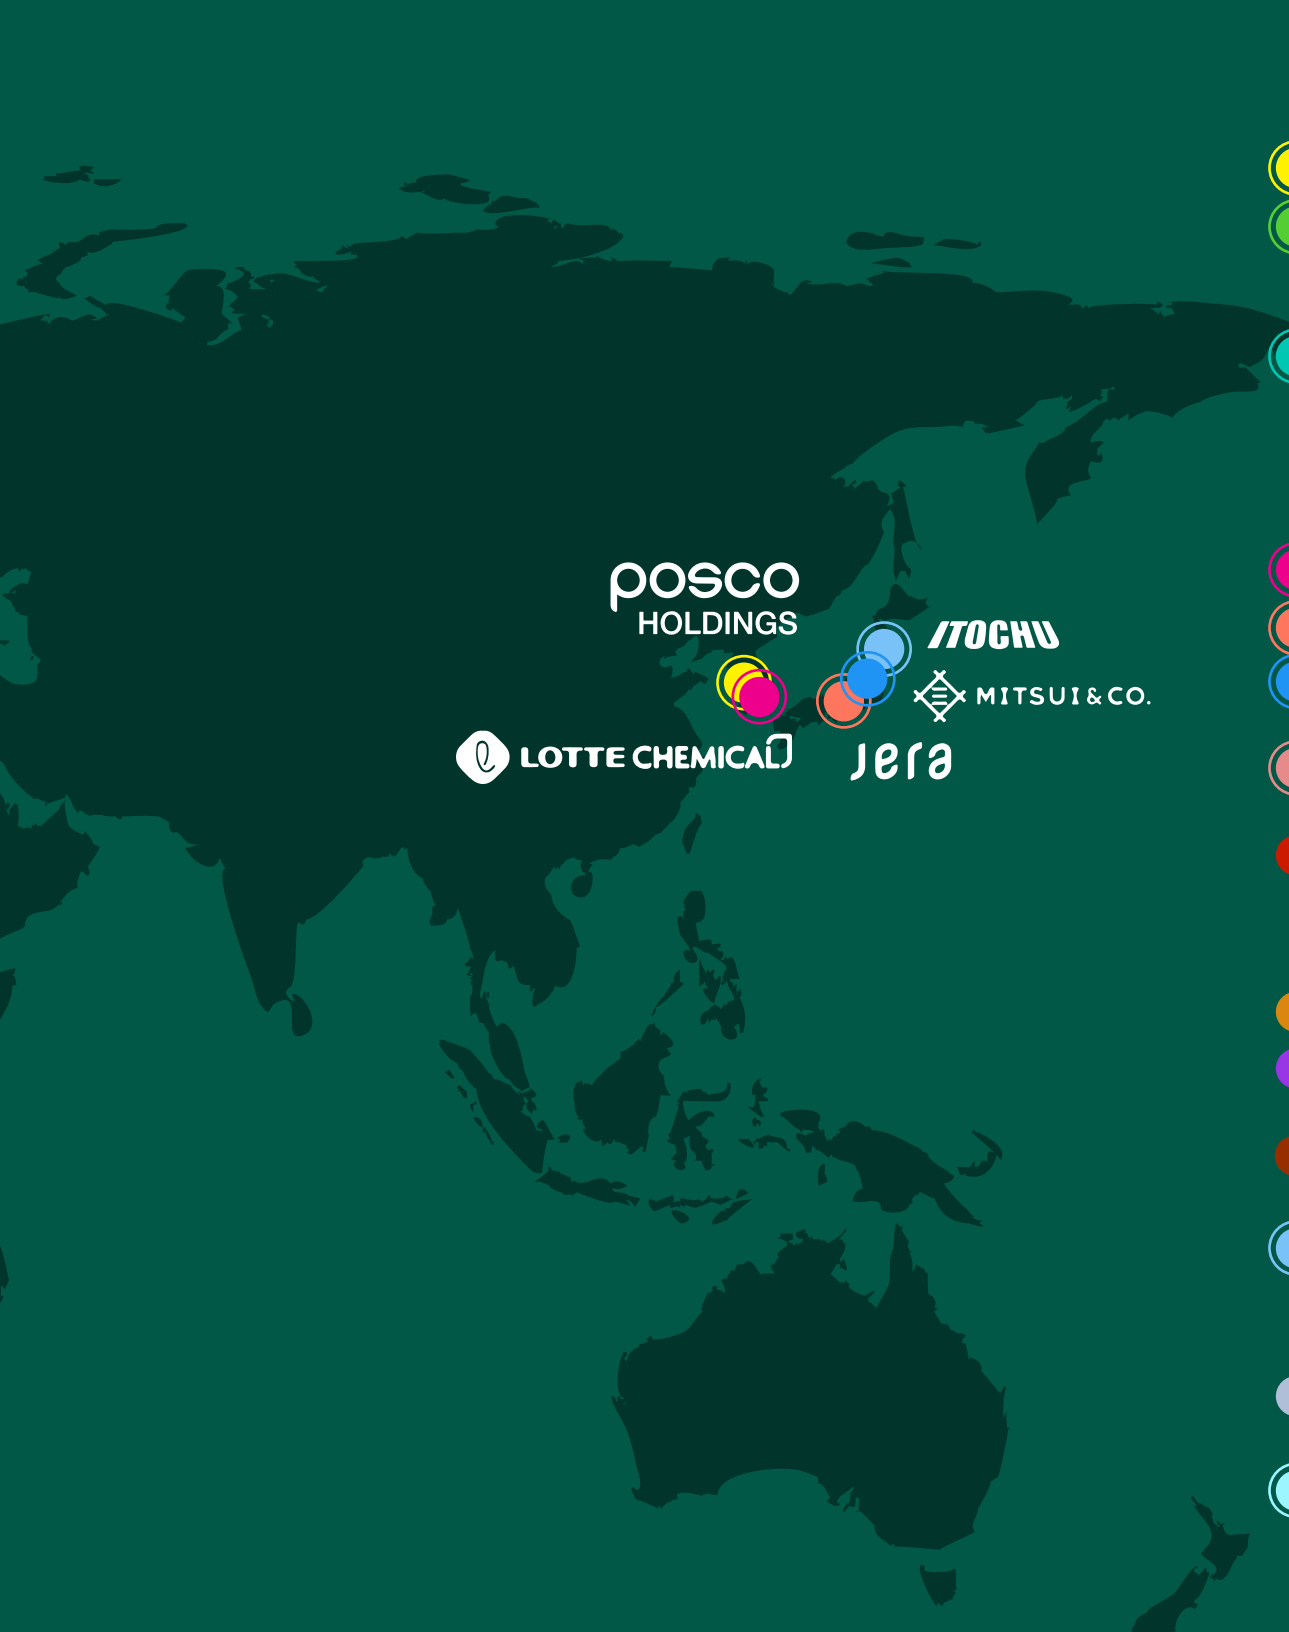 posco
HOLDINGS
ITOCHU
MITSUI & CO.
LOTTE CHEMICAL
Jera